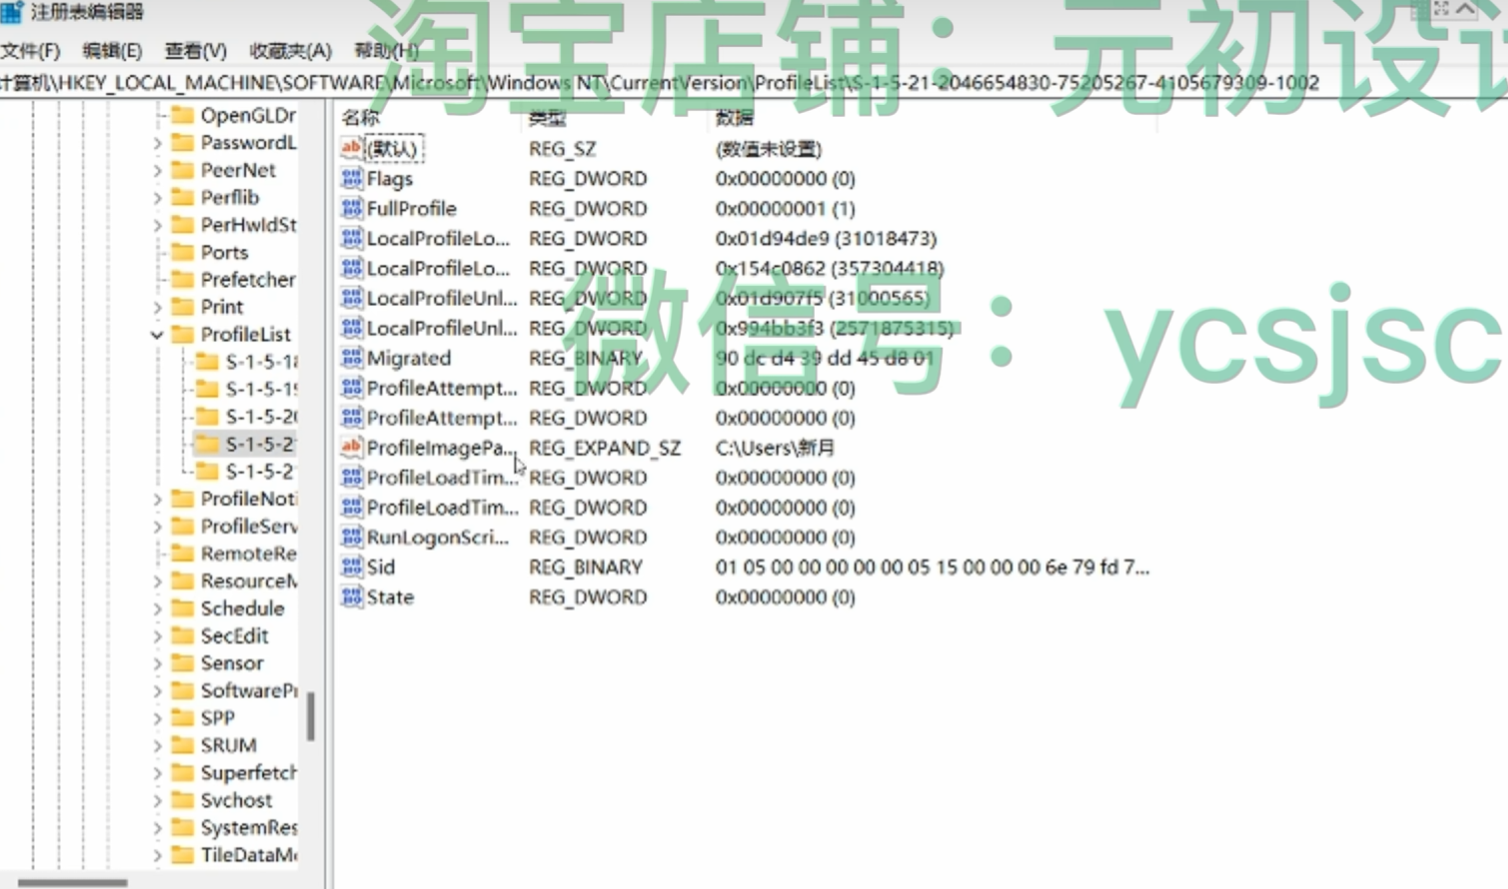 注册表编辑器
淘宝店铺：元初设计
文件(F) 编辑(E) 查看(V) 收藏夹(A) 帮助(H)
计算机\HKEY_LOCAL_MACHINE\SOFTWARE\Microsoft\Windows NT\CurrentVersion\ProfileList\S-1-5-21-2046654830-75205267-4105679309-1002
OpenGLDr
PasswordL
PeerNet
Perflib
PerHwIdSt
Ports
Prefetcher
Print
ProfileList
S-1-5-18
S-1-5-19
S-1-5-20
S-1-5-2
S-1-5-2
ProfileNoti
ProfileServ
RemoteRe
ResourceM
Schedule
SecEdit
Sensor
SoftwarePr
SPP
SRUM
Superfetch
Svchost
SystemRes
TileDataMo
名称 类型 数据
(默认) REG_SZ (数值未设置)
Flags REG_DWORD 0x00000000 (0)
FullProfile REG_DWORD 0x00000001 (1)
LocalProfileLo... REG_DWORD 0x01d94de9 (31018473)
LocalProfileLo... REG_DWORD 0x154c0862 (357304418)
LocalProfileUnl... REG_DWORD 0x01d907f5 (31000565)
LocalProfileUnl... REG_DWORD 0x994bb3f3 (2571875315)
Migrated REG_BINARY 90 dc d4 39 dd 45 d8 01
ProfileAttempt... REG_DWORD 0x00000000 (0)
ProfileAttempt... REG_DWORD 0x00000000 (0)
ProfileImagePa... REG_EXPAND_SZ C:\Users\新月
ProfileLoadTim... REG_DWORD 0x00000000 (0)
ProfileLoadTim... REG_DWORD 0x00000000 (0)
RunLogonScri... REG_DWORD 0x00000000 (0)
Sid REG_BINARY 01 05 00 00 00 00 00 05 15 00 00 00 6e 79 fd 7...
State REG_DWORD 0x00000000 (0)
微信号：ycsjsc